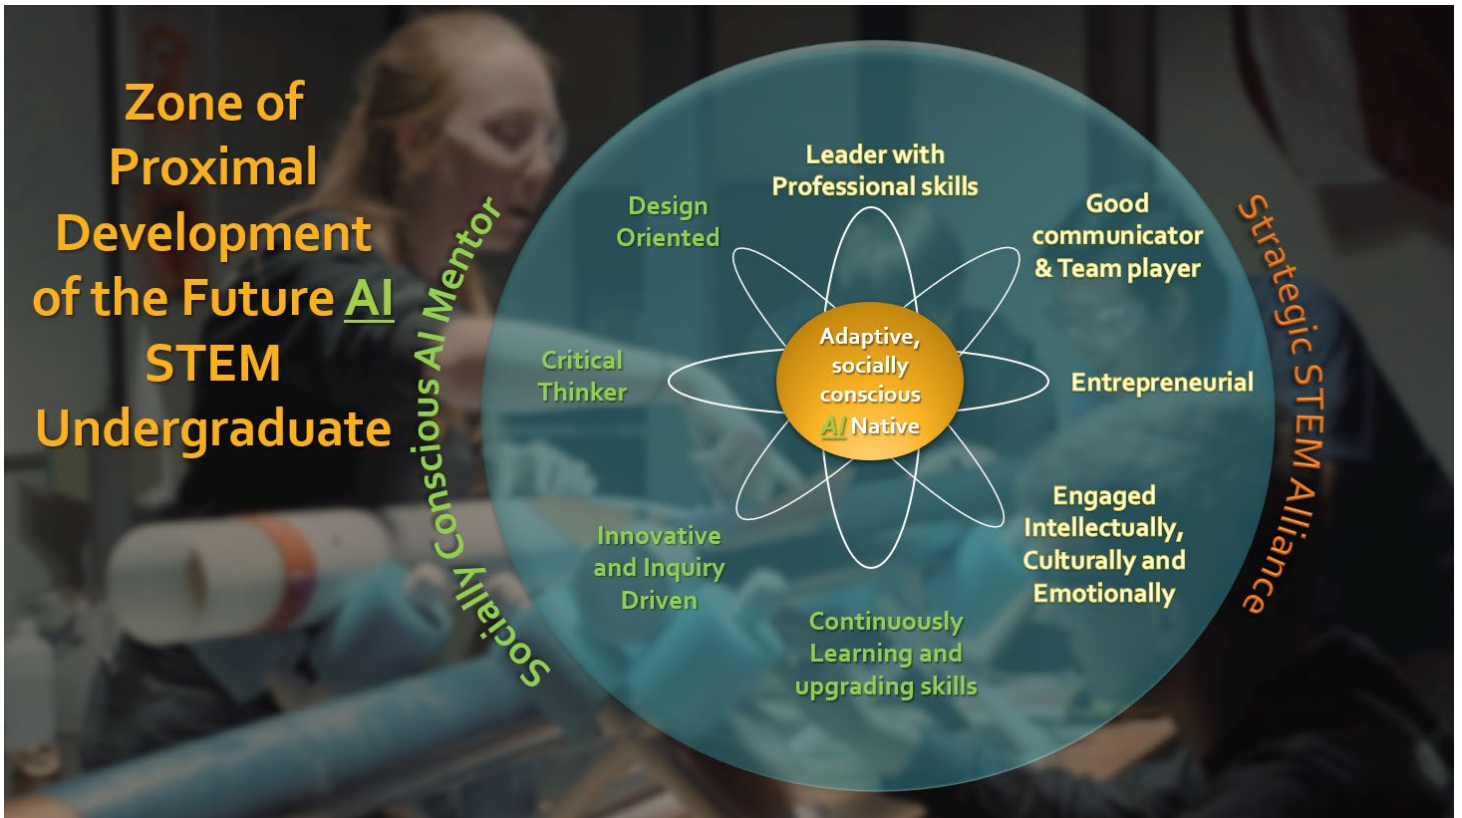 Zone of
Proximal
Development
of the Future AI
STEM
Undergraduate
Socially Conscious AI Mentor
Leader with
Professional skills
Design
Oriented
Good
communicator
& Team player
Critical
Thinker
Adaptive,
socially
conscious
AI Native
Entrepreneurial
Innovative
and Inquiry
Driven
Engaged
Intellectually,
Culturally and
Emotionally
Continuously
Learning and
upgrading skills
Strategic STEM Alliance